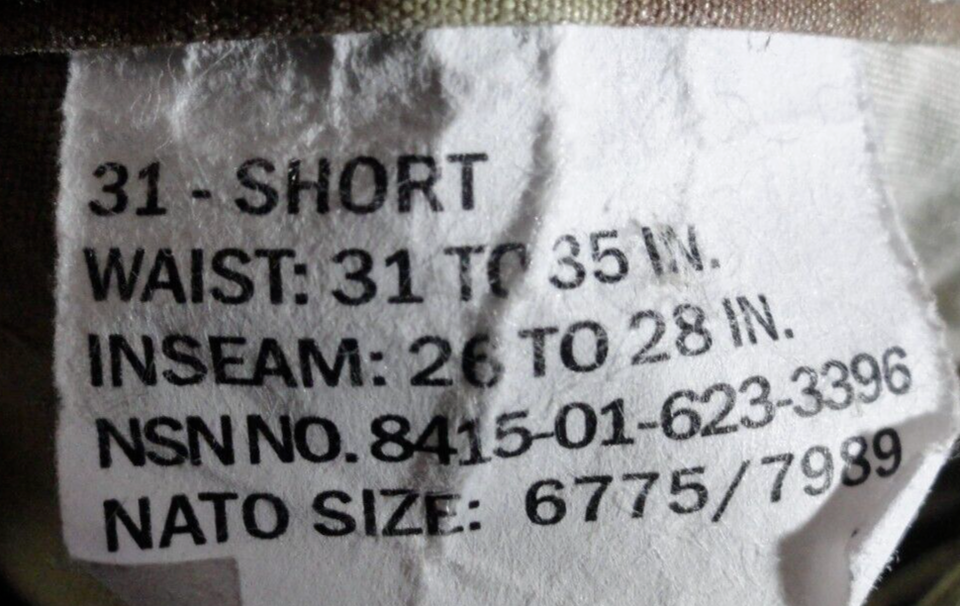 31 - SHORT
WAIST: 31 TO 35 IN.
INSEAM: 26 TO 28 IN.
NSN NO. 8415-01-623-3396
NATO SIZE: 6775/7989